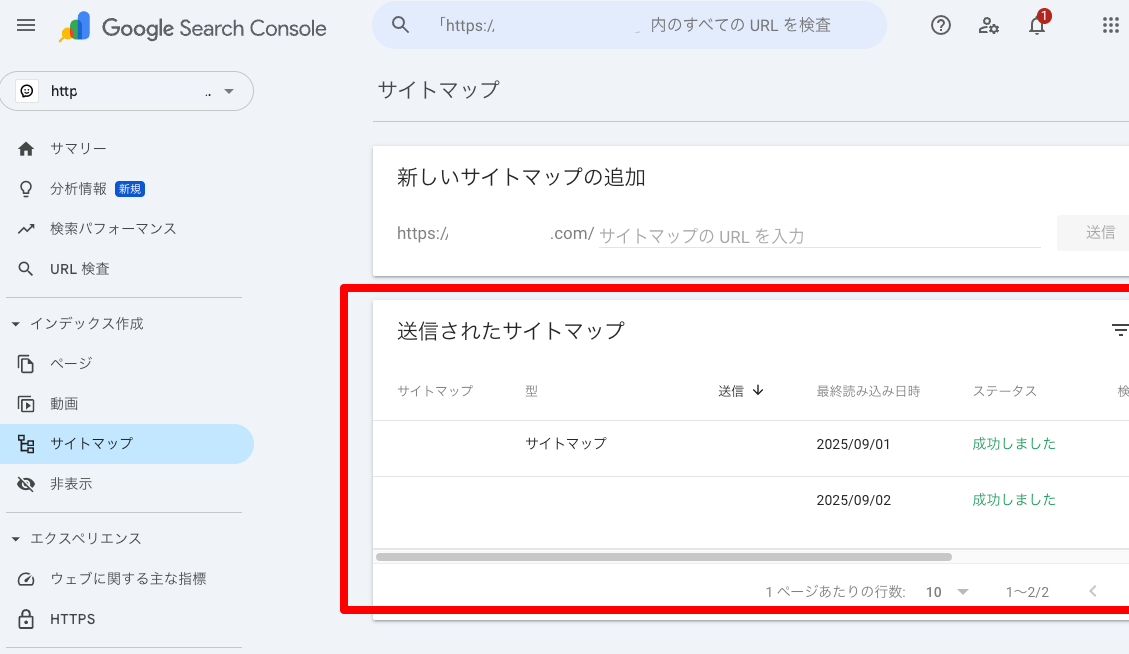 Google Search Console
「https://
内のすべての URL を検査
1
http
..
サマリー
分析情報 新規
検索パフォーマンス
URL 検査
インデックス作成
ページ
動画
サイトマップ
非表示
エクスペリエンス
ウェブに関する主な指標
HTTPS
サイトマップ
新しいサイトマップの追加
https:// .com/ サイトマップの URL を入力 送信
送信されたサイトマップ
サイトマップ 型 送信 最終読み込み日時 ステータス 検
サイトマップ 2025/09/01 成功しました
2025/09/02 成功しました
1 ページあたりの行数: 10 1～2/2